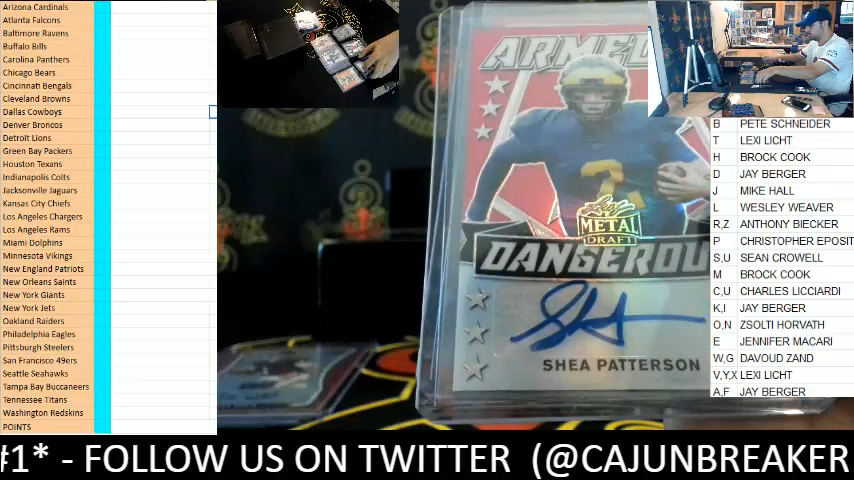 Arizona Cardinals
Atlanta Falcons
Baltimore Ravens
Buffalo Bills
Carolina Panthers
Chicago Bears
Cincinnati Bengals
Cleveland Browns
Dallas Cowboys
Denver Broncos
Detroit Lions
Green Bay Packers
Houston Texans
Indianapolis Colts
Jacksonville Jaguars
Kansas City Chiefs
Los Angeles Chargers
Los Angeles Rams
Miami Dolphins
Minnesota Vikings
New England Patriots
New Orleans Saints
New York Giants
New York Jets
Oakland Raiders
Philadelphia Eagles
Pittsburgh Steelers
San Francisco 49ers
Seattle Seahawks
Tampa Bay Buccaneers
Tennessee Titans
Washington Redskins
POINTS
ARMED
2
Leaf
METAL
DRAFT
DANGEROU
SHEA PATTERSON
B PETE SCHNEIDER
T LEXI LICHT
H BROCK COOK
D JAY BERGER
J MIKE HALL
L WESLEY WEAVER
R,Z ANTHONY BIECKER
P CHRISTOPHER EPOSIT
S,U SEAN CROWELL
M BROCK COOK
C,U CHARLES LICCIARDI
K,I JAY BERGER
O,N ZSOLTI HORVATH
E JENNIFER MACARI
W,G DAVOUD ZAND
V,Y,X LEXI LICHT
A,F JAY BERGER
#1* - FOLLOW US ON TWITTER (@CAJUNBREAKER